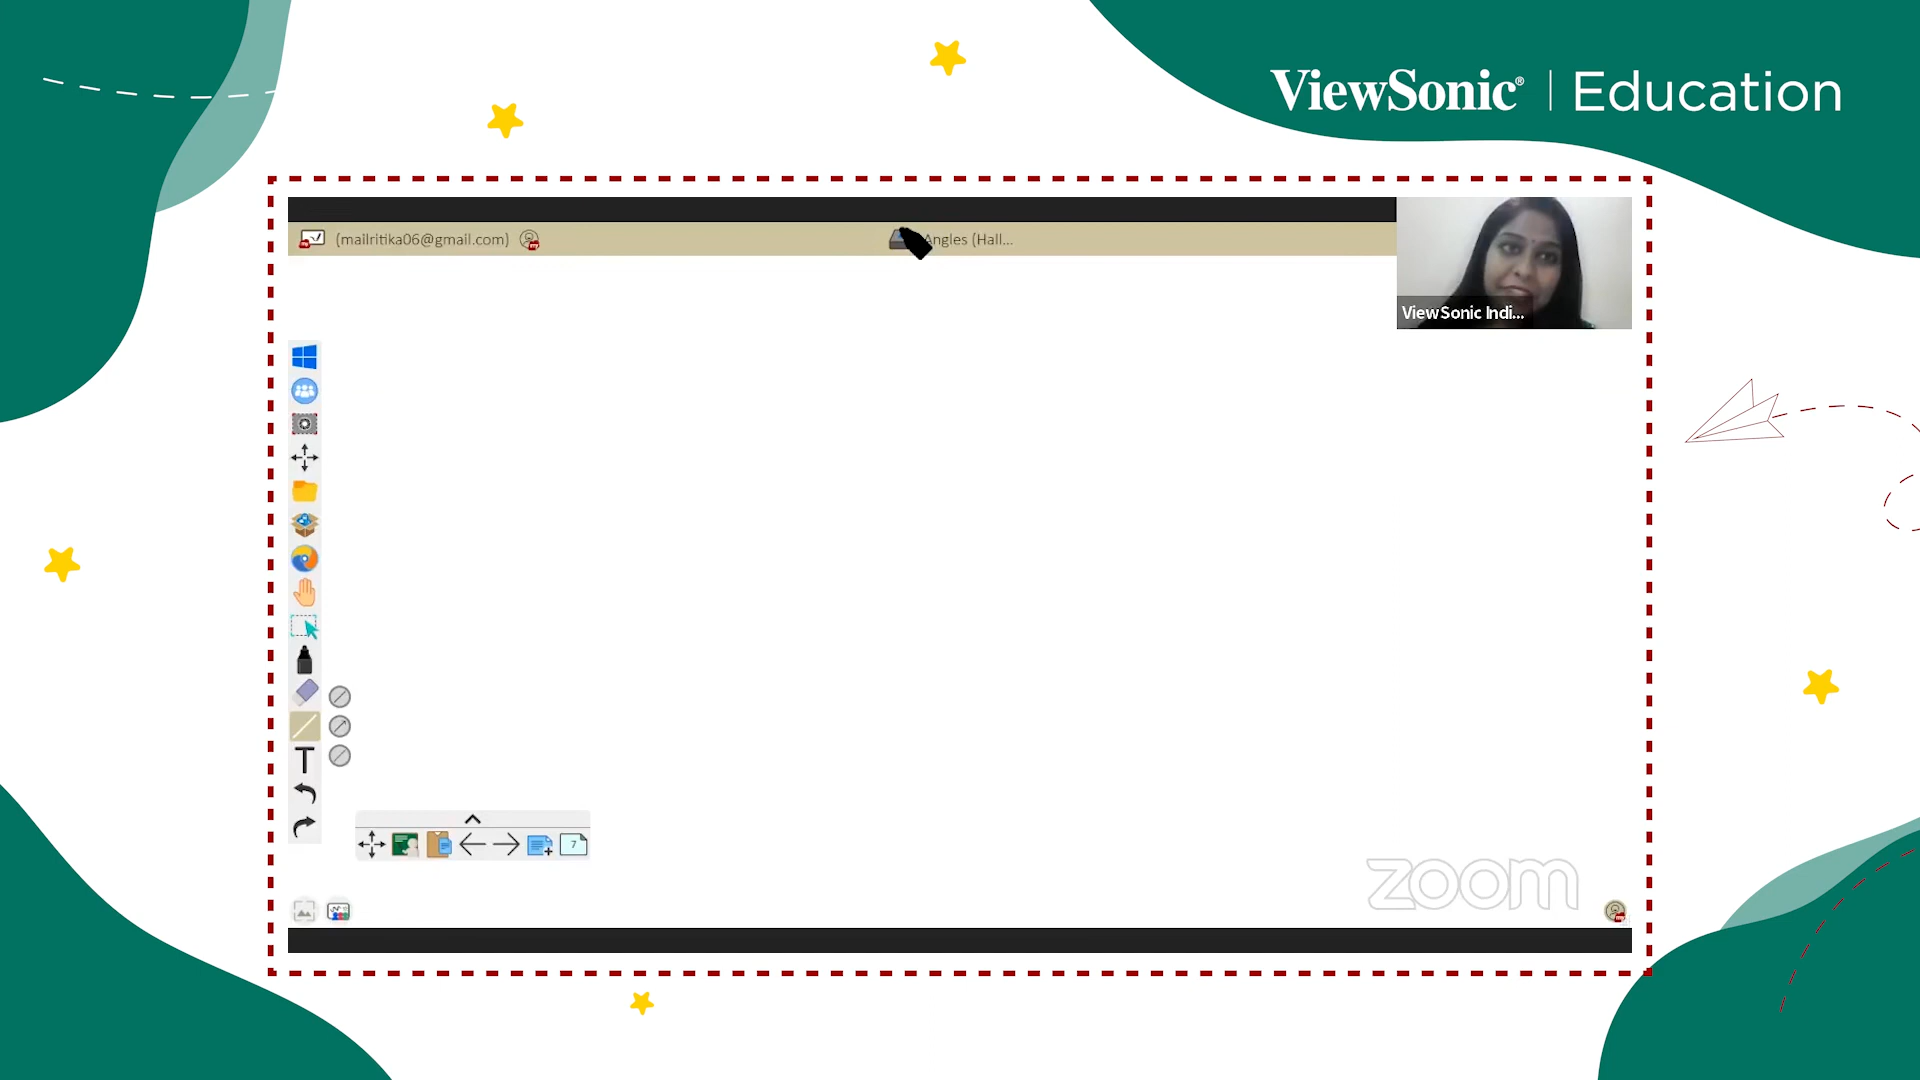 ViewSonic® | Education
(mailritika06@gmail.com)
Angles (Hall...
ViewSonic Indi...
T
7
zoom